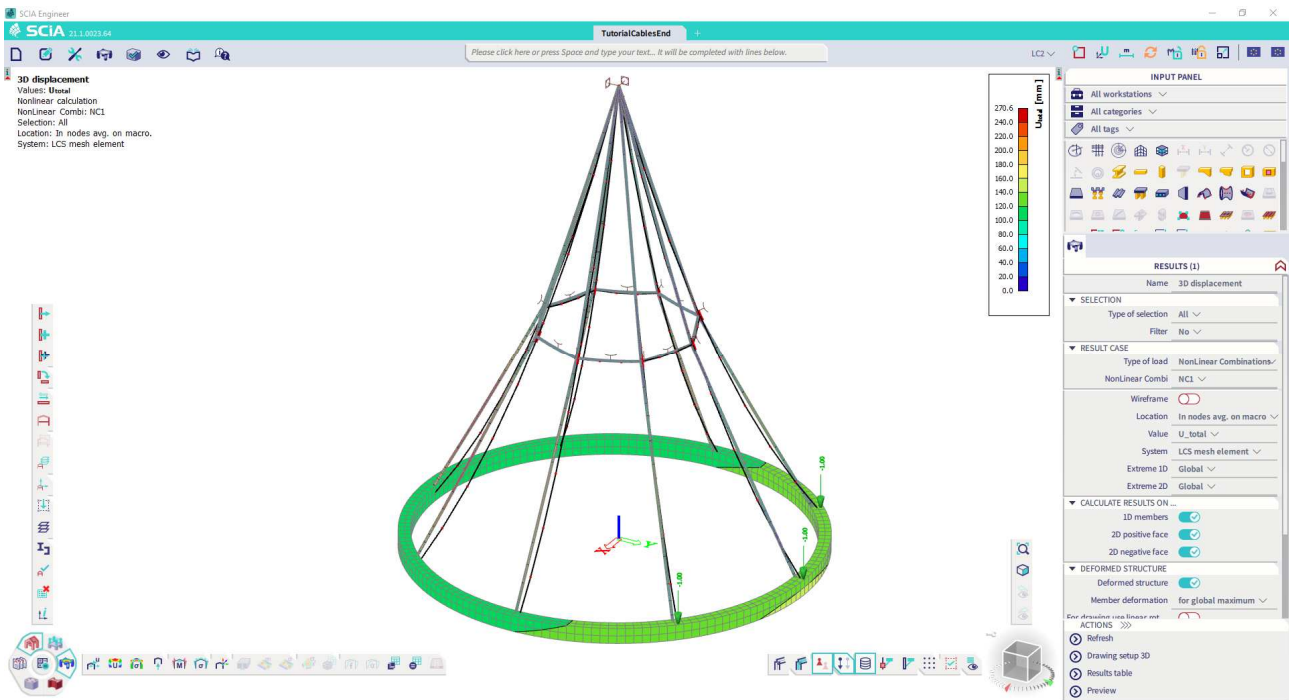 SCIA Engineer
SCiA 21.1.0023.64
TutorialCablesEnd
Please click here or press Space and type your text... It will be completed with lines below.
LC2
3D displacement
Values: Utotal
Nonlinear calculation
NonLinear Combi: NC1
Selection: All
Location: In nodes avg. on macro.
System: LCS mesh element
Utotal [mm]
270.6
240.0
220.0
200.0
180.0
160.0
140.0
120.0
100.0
80.0
60.0
40.0
20.0
0.0
-1.00
-1.00
-1.00
INPUT PANEL
All workstations
All categories
All tags
RESULTS (1)
Name 3D displacement
SELECTION
Type of selection All
Filter No
RESULT CASE
Type of load NonLinear Combinations
NonLinear Combi NC1
Wireframe
Location In nodes avg. on macro
Value U_total
System LCS mesh element
Extreme 1D Global
Extreme 2D Global
CALCULATE RESULTS ON ...
1D members
2D positive face
2D negative face
DEFORMED STRUCTURE
Deformed structure
Member deformation for global maximum
For drawing use linear rot
ACTIONS >>>
Refresh
Drawing setup 3D
Results table
Preview